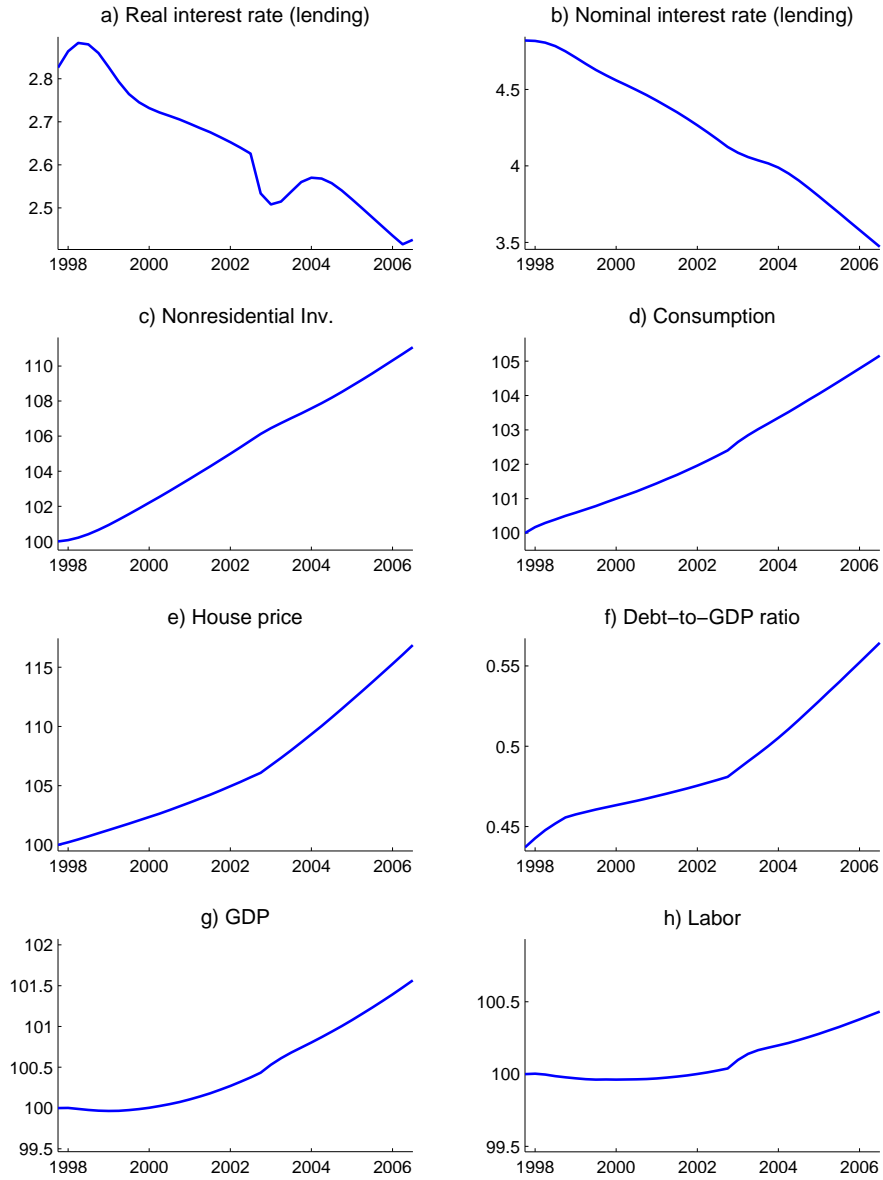 a) Real interest rate (lending)
2.8
2.7
2.6
2.5
1998 2000 2002 2004 2006
b) Nominal interest rate (lending)
4.5
4
3.5
1998 2000 2002 2004 2006
c) Nonresidential Inv.
110
108
106
104
102
100
1998 2000 2002 2004 2006
d) Consumption
105
104
103
102
101
100
1998 2000 2002 2004 2006
e) House price
115
110
105
100
1998 2000 2002 2004 2006
f) Debt−to−GDP ratio
0.55
0.5
0.45
1998 2000 2002 2004 2006
g) GDP
102
101.5
101
100.5
100
99.5
1998 2000 2002 2004 2006
h) Labor
100.5
100
99.5
1998 2000 2002 2004 2006